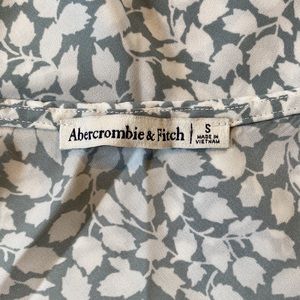 Abercrombie & Fitch
S
MADE IN
VIETNAM